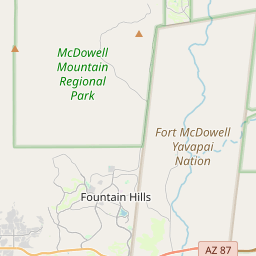 McDowell
Mountain
Regional
Park
Fort McDowell
Yavapai
Nation
Fountain Hills
AZ 87